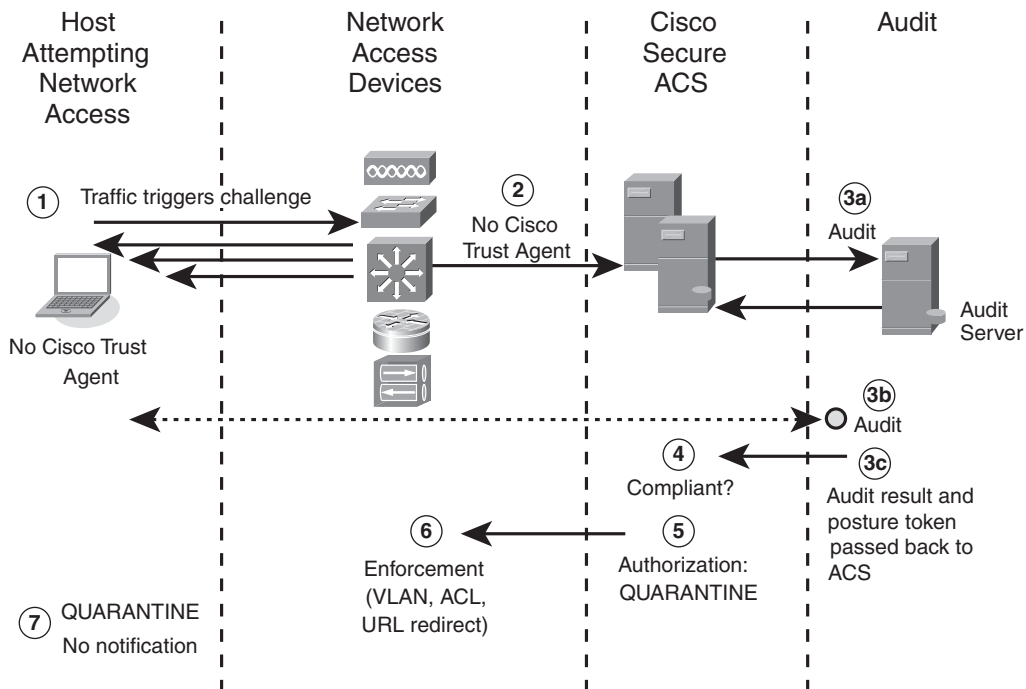 Host
Attempting
Network
Access
Network
Access
Devices
Cisco
Secure
ACS
Audit
1
Traffic triggers challenge
2
No Cisco
Trust Agent
3a
Audit
Audit
Server
No Cisco Trust
Agent
3b
Audit
4
Compliant?
3c
Audit result and
posture token
passed back to
ACS
6
Enforcement
(VLAN, ACL,
URL redirect)
5
Authorization:
QUARANTINE
7
QUARANTINE
No notification